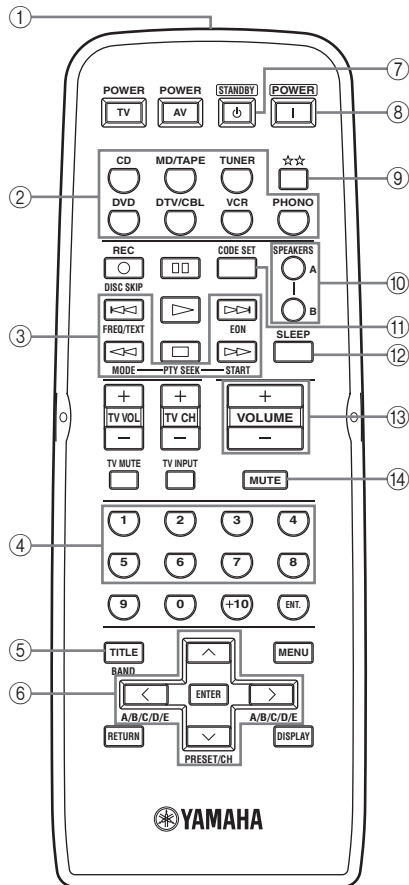 ①
POWER POWER STANDBY POWER
⑦
TV AV
⑧
CD MD/TAPE TUNER ☆☆
②
⑨
DVD DTV/CBL VCR PHONO
REC CODE SET SPEAKERS
A
⑩
DISC SKIP
B
⑪
③
FREQ/TEXT EON SLEEP
⑫
MODE PTY SEEK START
+ + +
TV VOL TV CH VOLUME
⑬
− − −
TV MUTE TV INPUT
MUTE
⑭
1 2 3 4
④
5 6 7 8
9 0 +10 ENT.
⑤
TITLE MENU
BAND
⑥
ENTER
A/B/C/D/E A/B/C/D/E
RETURN DISPLAY
PRESET/CH
YAMAHA